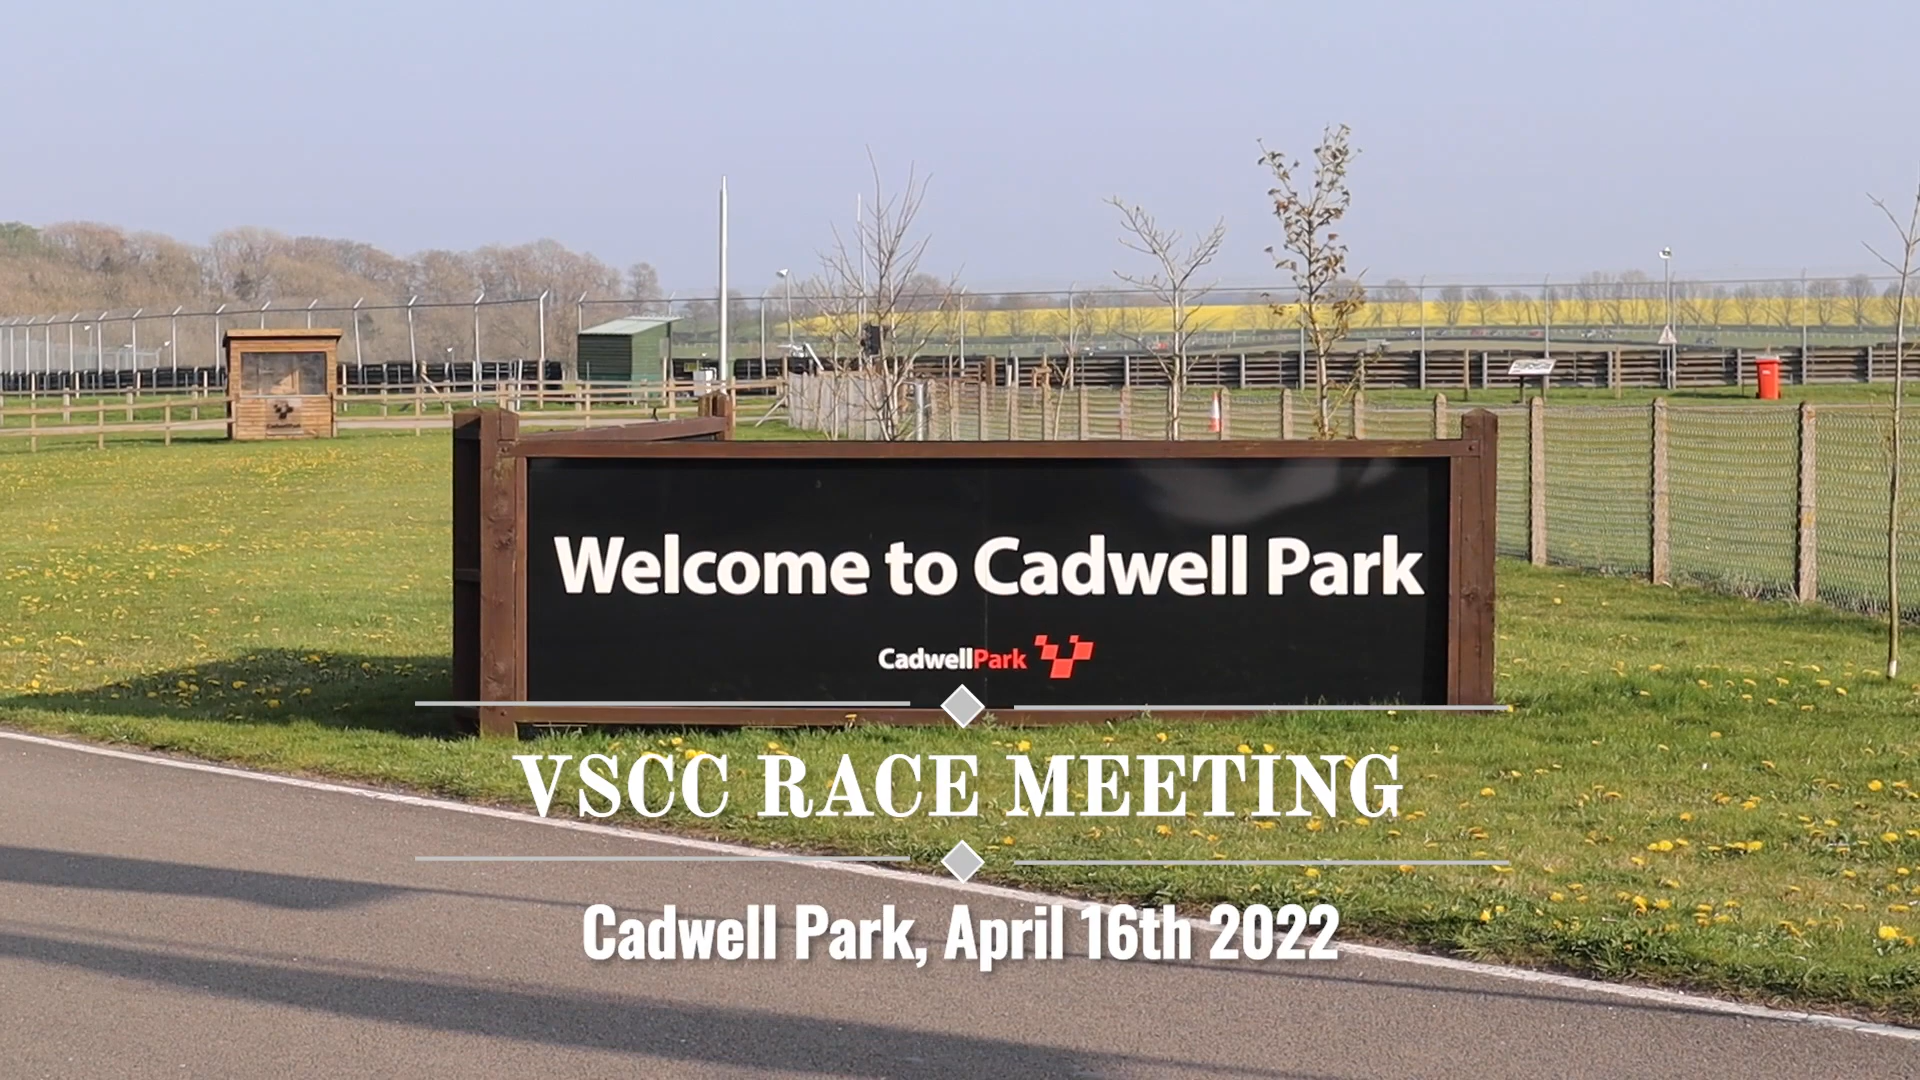 Welcome to Cadwell Park
CadwellPark
VSCC RACE MEETING
Cadwell Park, April 16th 2022